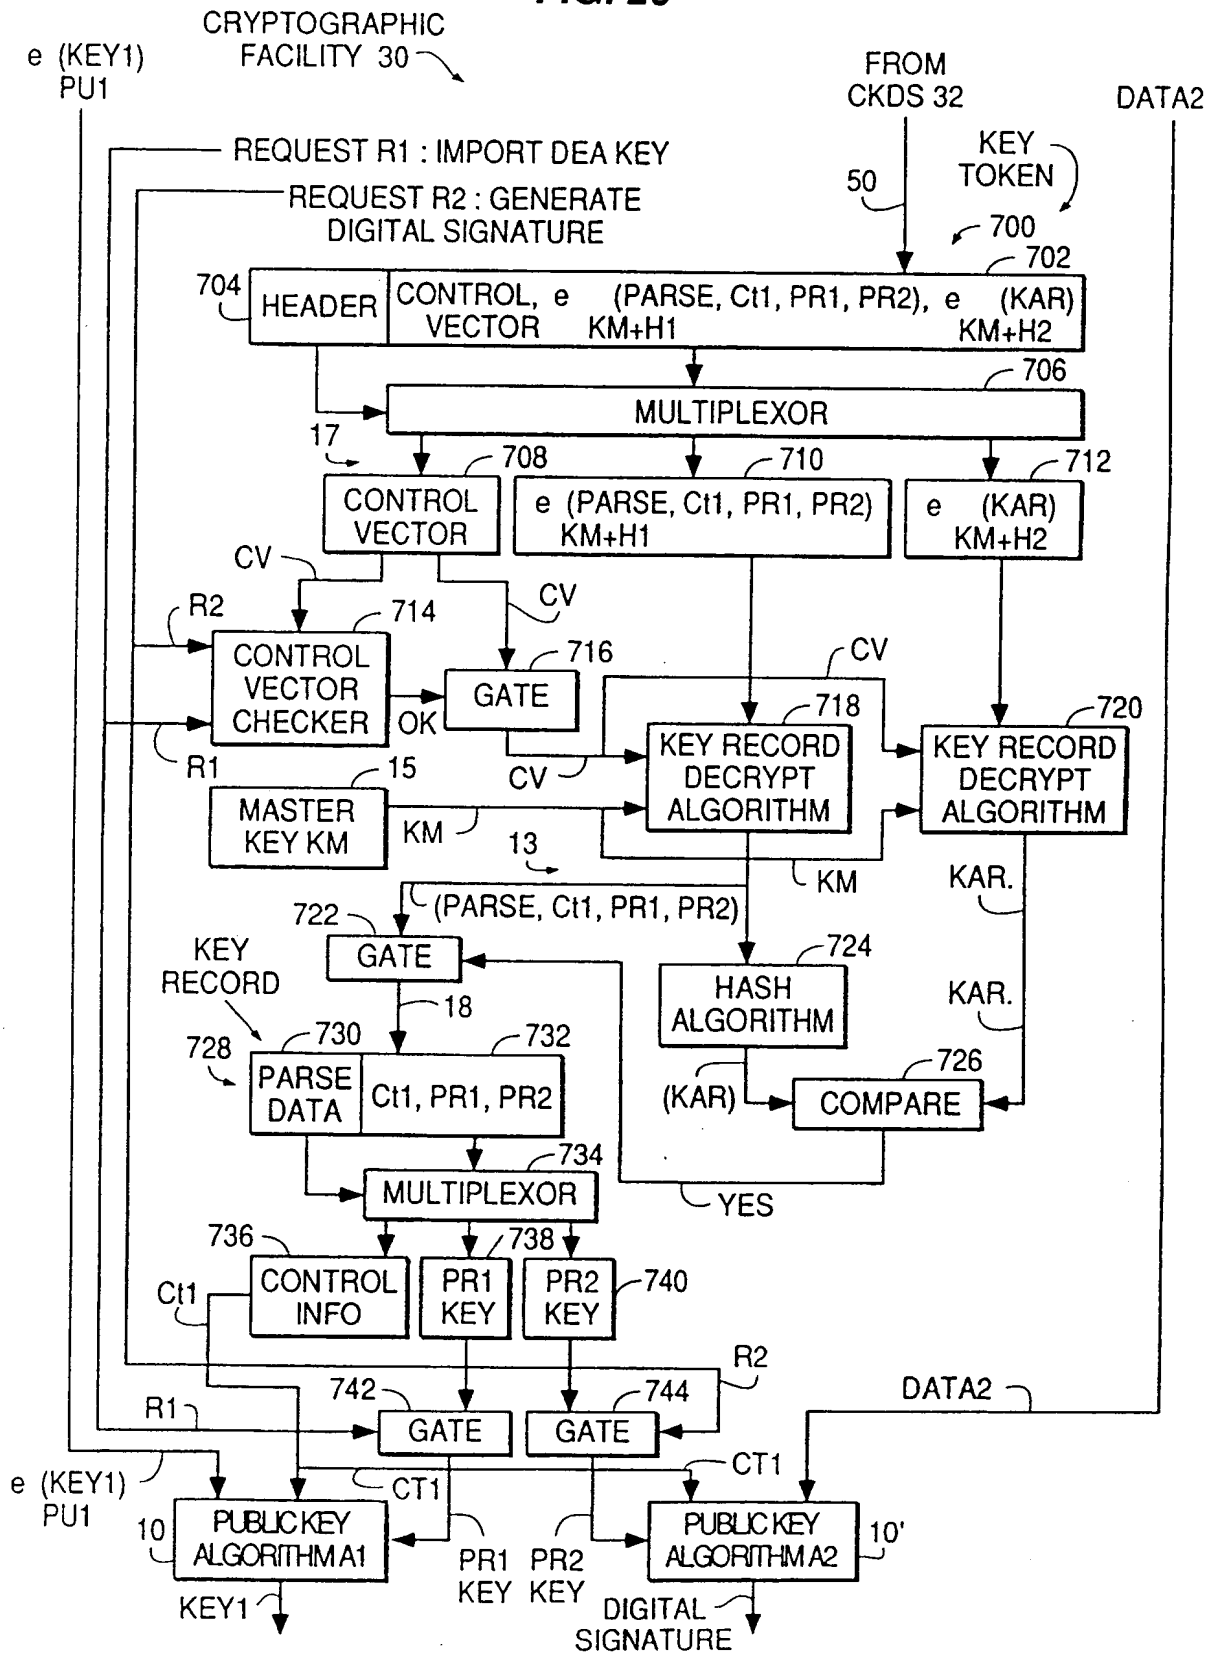 CRYPTOGRAPHIC
FACILITY 30
e (KEY1)
PU1
FROM
CKDS 32
DATA2
REQUEST R1 : IMPORT DEA KEY
KEY
TOKEN
50
REQUEST R2 : GENERATE
DIGITAL SIGNATURE
700
702
704
HEADER
CONTROL, e (PARSE, Ct1, PR1, PR2), e (KAR)
VECTOR KM+H1 KM+H2
706
MULTIPLEXOR
17
708
710
712
CONTROL
VECTOR
e (PARSE, Ct1, PR1, PR2)
KM+H1
e (KAR)
KM+H2
CV
CV
R2
714
CONTROL
VECTOR
CHECKER
716
GATE
CV
OK
R1
CV
718
KEY RECORD
DECRYPT
ALGORITHM
720
KEY RECORD
DECRYPT
ALGORITHM
15
MASTER
KEY KM
KM
KM
13
KAR.
(PARSE, Ct1, PR1, PR2)
722
GATE
724
HASH
ALGORITHM
KEY
RECORD
18
KAR.
728
730
732
PARSE
DATA
Ct1, PR1, PR2
726
(KAR)
COMPARE
734
MULTIPLEXOR
YES
736
738
CONTROL
INFO
PR1
KEY
PR2
KEY
740
Ct1
R2
742
744
DATA2
R1
GATE
GATE
e (KEY1)
PU1
CT1
CT1
10
PUBLIC KEY
ALGORITHM A1
PUBLIC KEY
ALGORITHM A2
10'
PR1
KEY
PR2
KEY
KEY1
DIGITAL
SIGNATURE